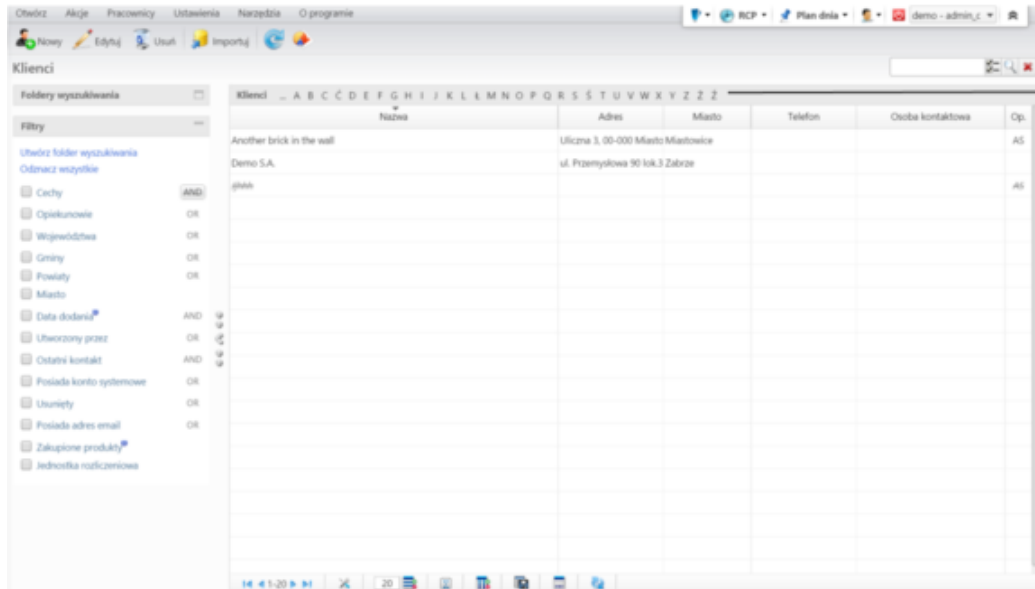 Otwórz Akcje Pracownicy Ustawienia Narzędzia O programie RCP Plan dnia demo - admin_c
Nowy Edytuj Usuń Importuj
Klienci
Foldery wyszukiwania
Klienci _ A B C Ć D E F G H I J K L Ł M N O P Q R S Ś T U V W X Y Z Ź Ż
Nazwa Adres Miasto Telefon Osoba kontaktowa Op.
Filtry
Utwórz folder wyszukiwania
Odznacz wszystkie
Another brick in the wall Uliczna 3, 00-000 Miasto Miastowice AS
Demo S.A. ul. Przemysłowa 90 lok.3 Zabrze
AS
Cechy AND
Opiekunowie OR
Województwa OR
Gminy OR
Powiaty OR
Miasto
Data dodania AND
Utworzony przez OR
Ostatni kontakt AND
Posiada konto systemowe OR
Usunięty OR
Posiada adres email OR
Zakupione produkty
Jednostka rozliczeniowa
1-20 20